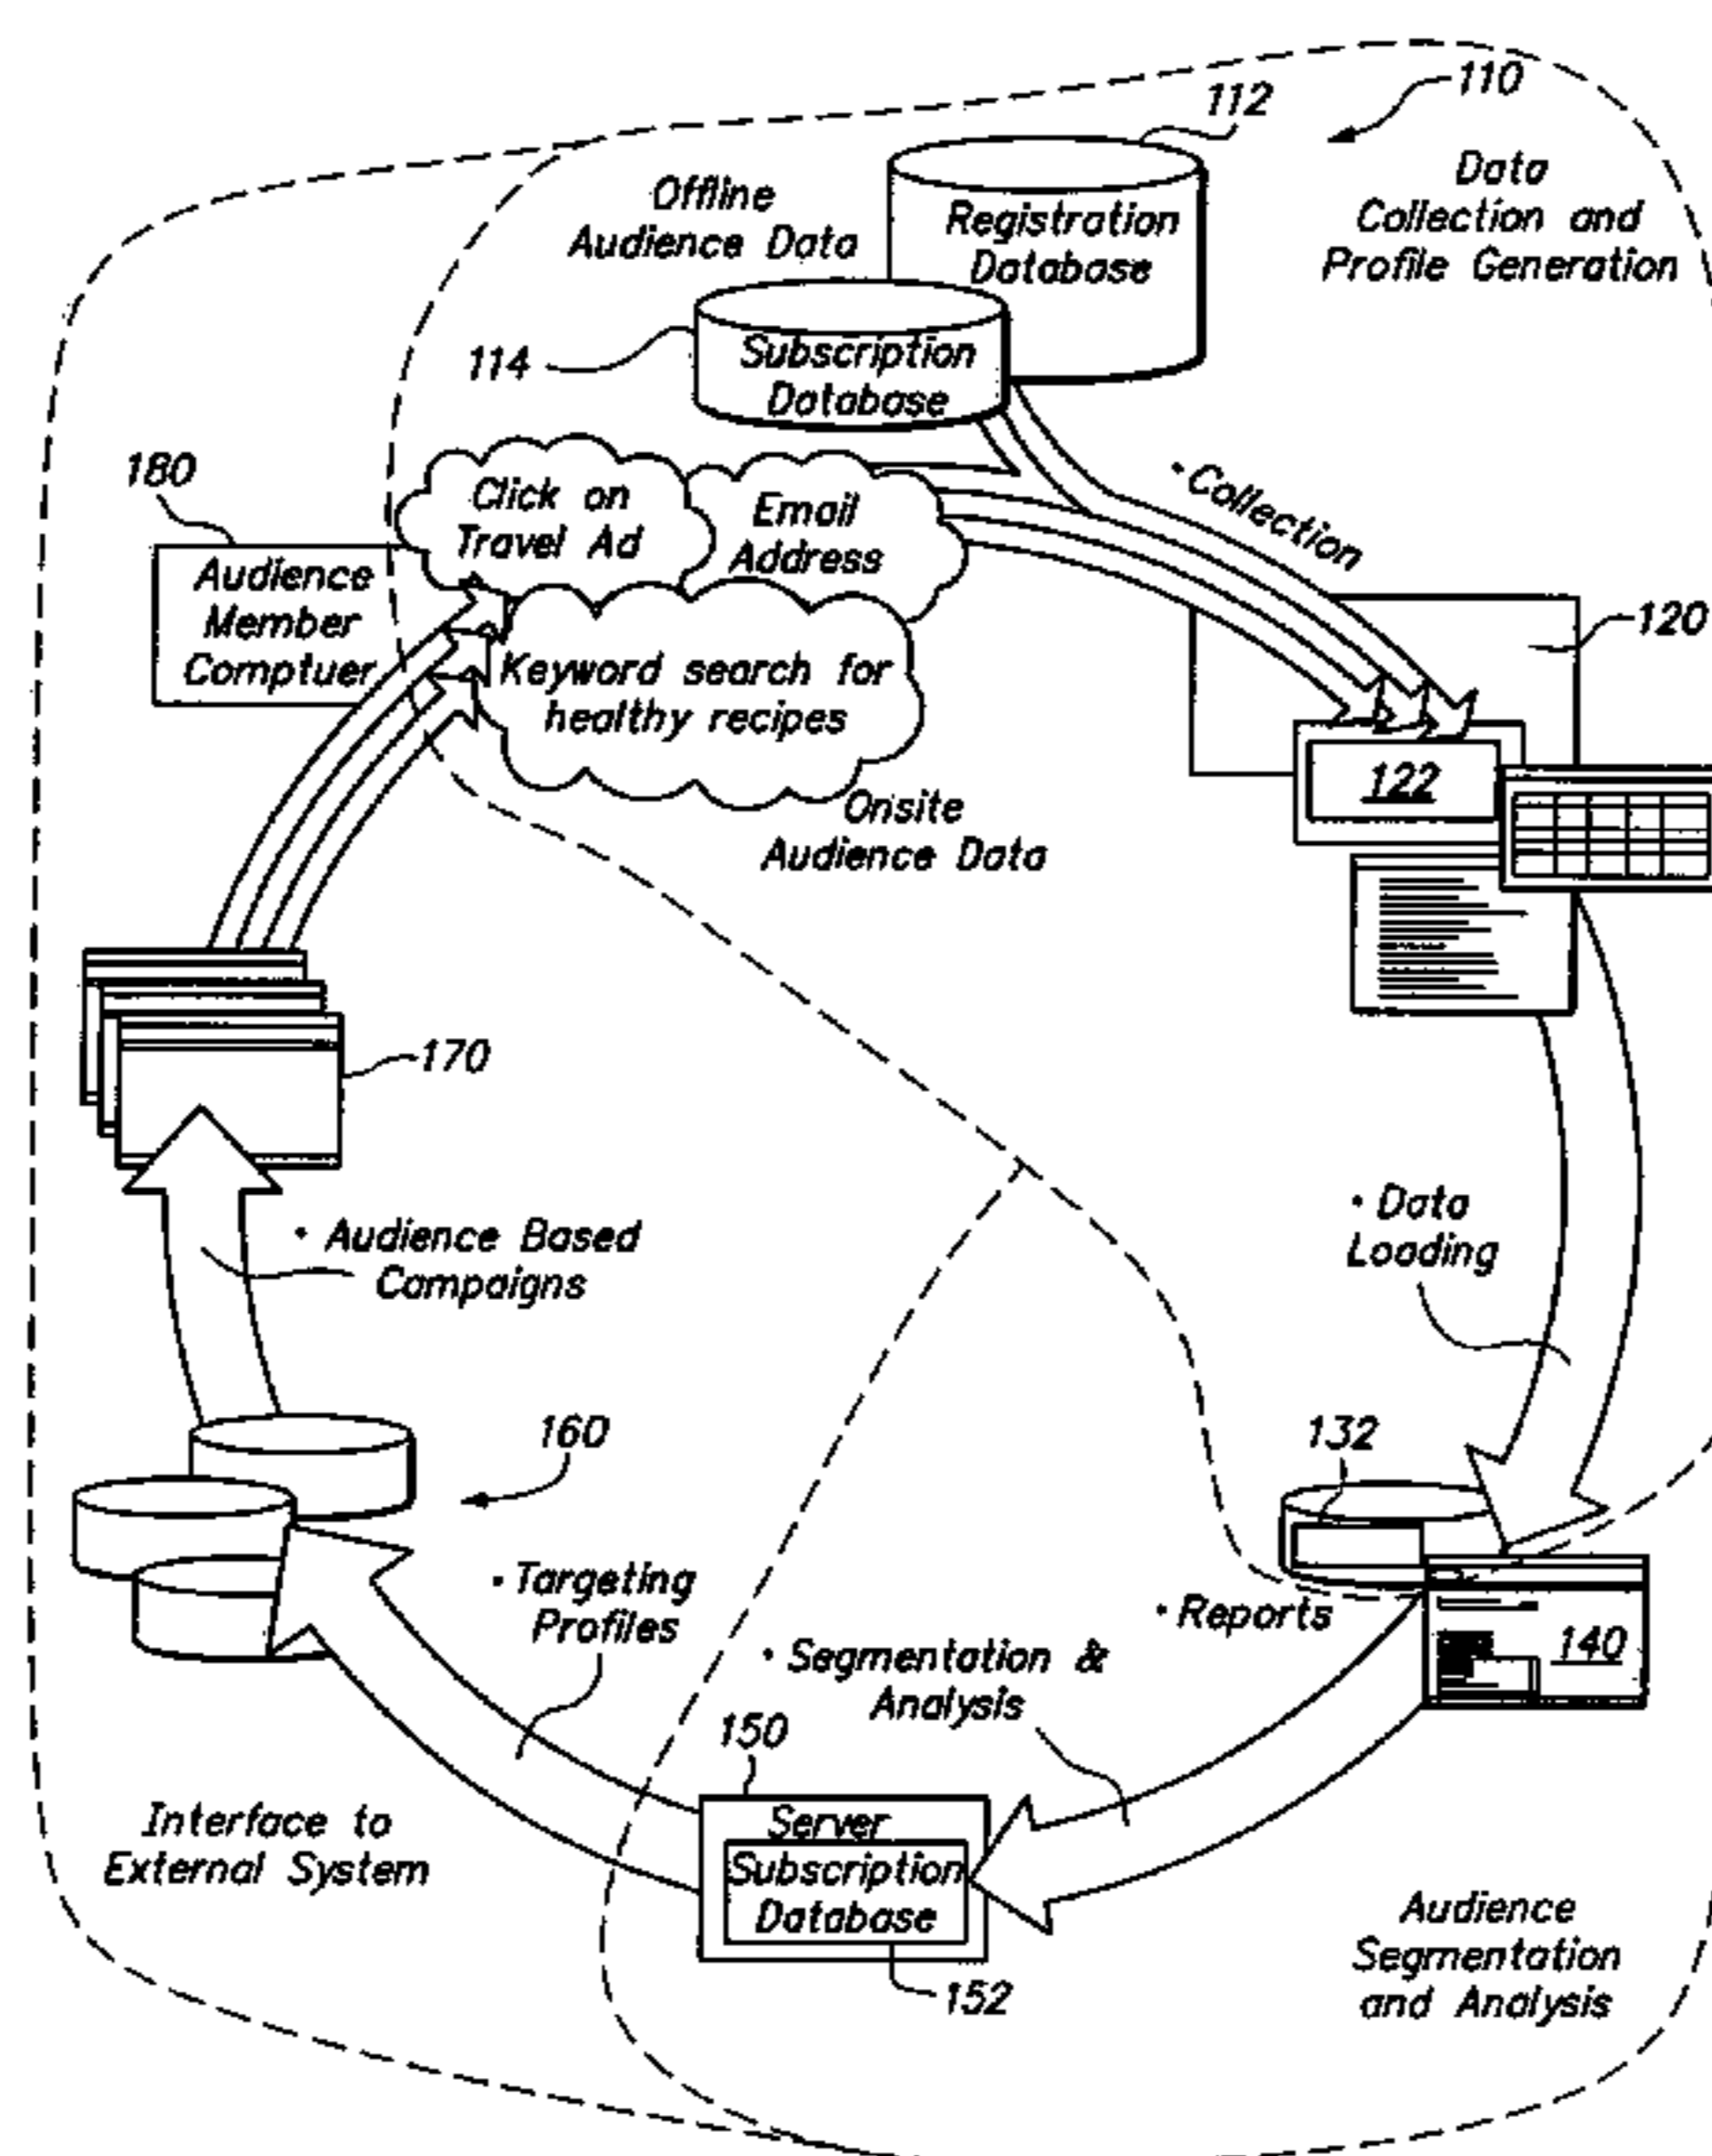 110
112
Data
Collection and
Profile Generation
Offline
Audience Data
Registration
Database
114
Subscription
Database
• Collection
180
Click on
Travel Ad
Email
Address
Audience
Member
Comptuer
Keyword search for
healthy recipes
120
122
Onsite
Audience Data
170
• Data
Loading
• Audience Based
Campaigns
160
132
• Targeting
Profiles
• Reports
140
• Segmentation &
Analysis
150
Server
Subscription
Database
152
Interface to
External System
Audience
Segmentation
and Analysis